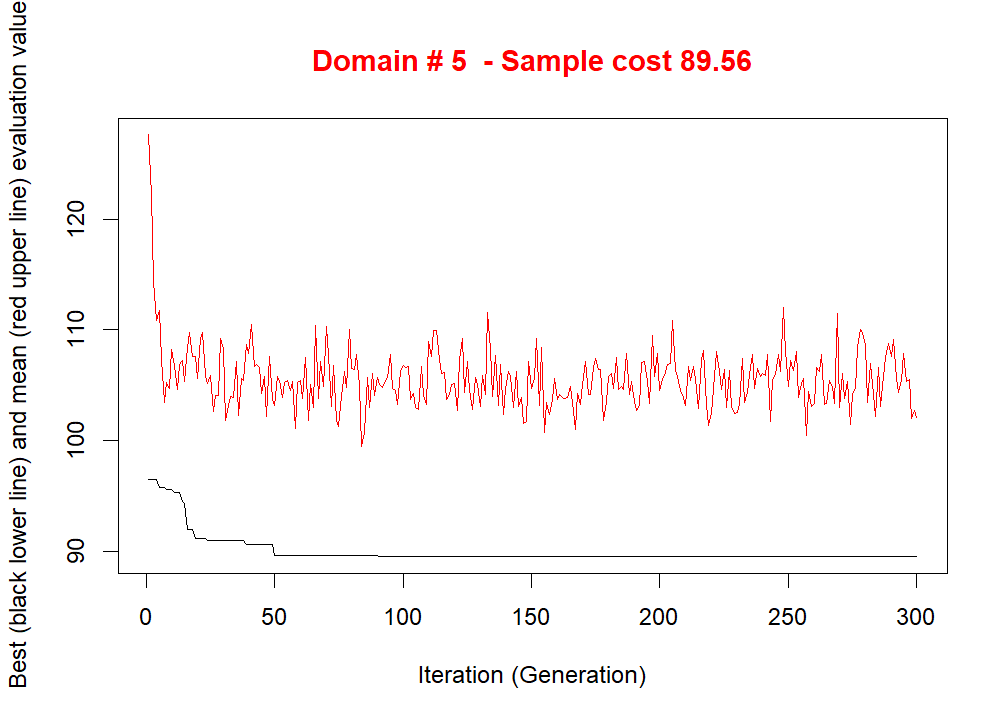 Domain # 5  - Sample cost 89.56
Best (black lower line) and mean (red upper line) evaluation value
120
110
100
90
0 50 100 150 200 250 300
Iteration (Generation)